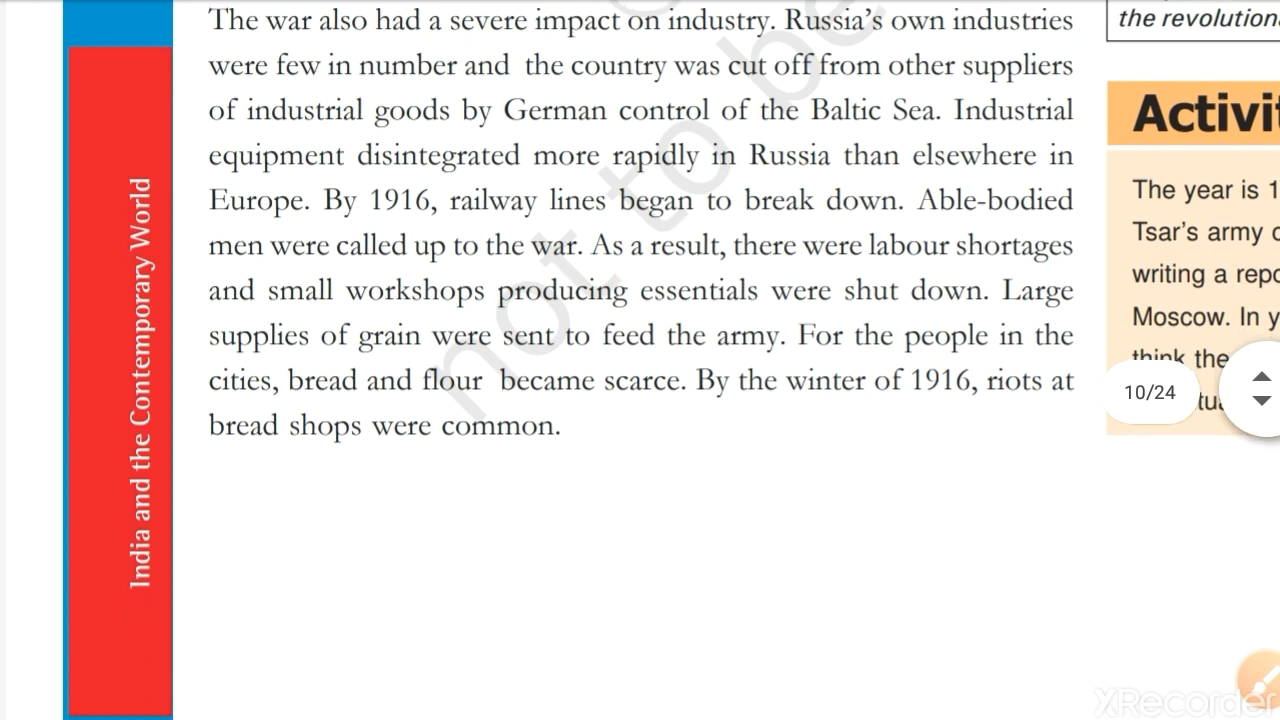 The war also had a severe impact on industry. Russia's own industries
were few in number and the country was cut off from other suppliers
of industrial goods by German control of the Baltic Sea. Industrial
equipment disintegrated more rapidly in Russia than elsewhere in
Europe. By 1916, railway lines began to break down. Able-bodied
men were called up to the war. As a result, there were labour shortages
and small workshops producing essentials were shut down. Large
supplies of grain were sent to feed the army. For the people in the
cities, bread and flour became scarce. By the winter of 1916, riots at
bread shops were common.
India and the Contemporary World
not to be
the revolution
Activi
The year is 1
Tsar's army
writing a repo
Moscow. In y
think the
10/24
XRecorder